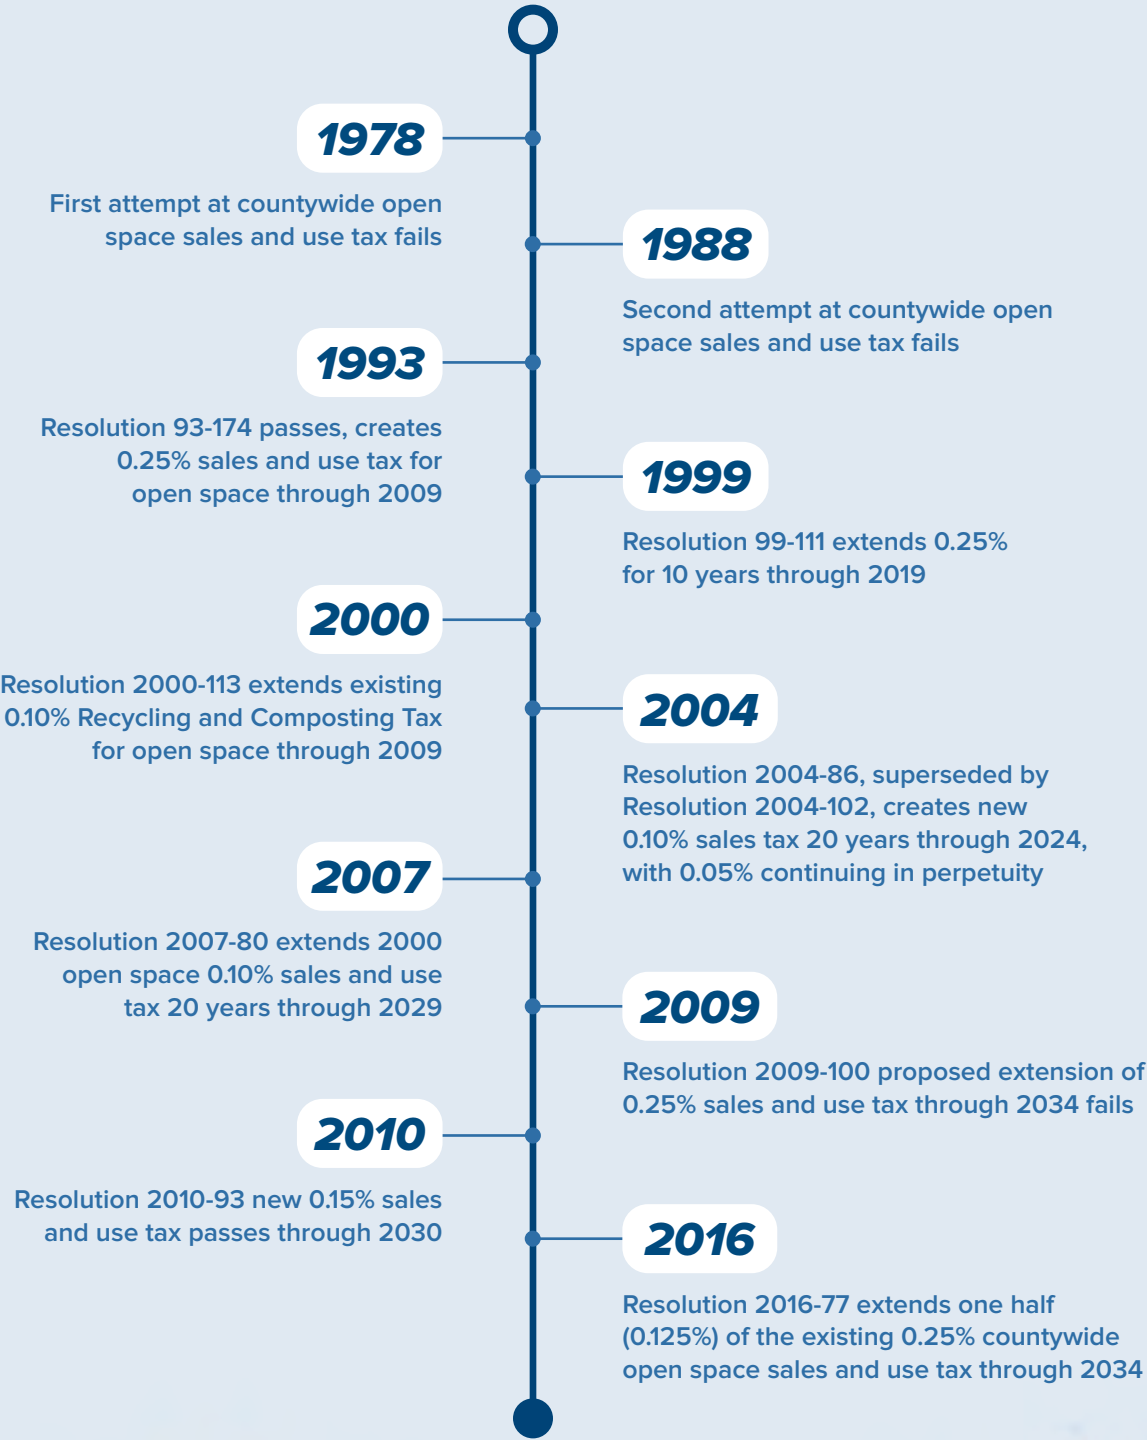 1978
First attempt at countywide open
space sales and use tax fails
1988
Second attempt at countywide open
space sales and use tax fails
1993
Resolution 93-174 passes, creates
0.25% sales and use tax for
open space through 2009
1999
Resolution 99-111 extends 0.25%
for 10 years through 2019
2000
Resolution 2000-113 extends existing
0.10% Recycling and Composting Tax
for open space through 2009
2004
Resolution 2004-86, superseded by
Resolution 2004-102, creates new
0.10% sales tax 20 years through 2024,
with 0.05% continuing in perpetuity
2007
Resolution 2007-80 extends 2000
open space 0.10% sales and use
tax 20 years through 2029
2009
Resolution 2009-100 proposed extension of
0.25% sales and use tax through 2034 fails
2010
Resolution 2010-93 new 0.15% sales
and use tax passes through 2030
2016
Resolution 2016-77 extends one half
(0.125%) of the existing 0.25% countywide
open space sales and use tax through 2034